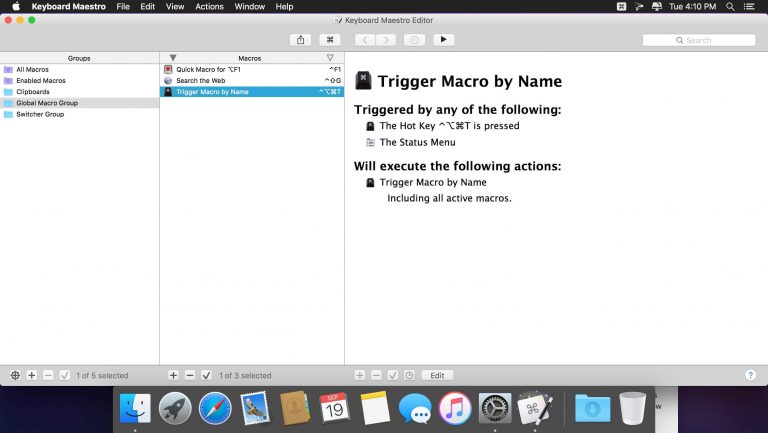 Keyboard Maestro File Edit View Actions Window Help Tue 4:10 PM
Keyboard Maestro Editor
Search
Groups
All Macros
Enabled Macros
Clipboards
Global Macro Group
Switcher Group
1 of 5 selected
Macros
Quick Macro for ⌥F1 ^F1
Search the Web ^⇧G
Trigger Macro by Name ^⌥⌘T
1 of 3 selected
Trigger Macro by Name
Triggered by any of the following:
The Hot Key ^⌥⌘T is pressed
The Status Menu
Will execute the following actions:
Trigger Macro by Name
Including all active macros.
Edit
?
SEP
19